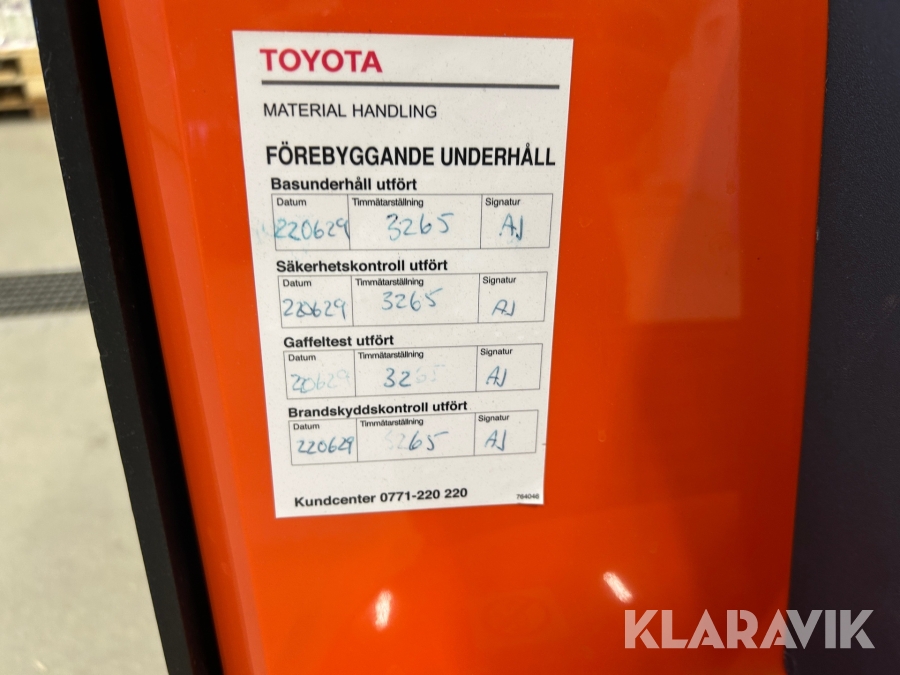 TOYOTA
MATERIAL HANDLING
FÖREBYGGANDE UNDERHÅLL
Basunderhåll utfört
Datum Timmätarställning Signatur
220629 3265 AJ
Säkerhetskontroll utfört
Datum Timmätarställning Signatur
220629 3265 AJ
Gaffeltest utfört
Datum Timmätarställning Signatur
220629 3265 AJ
Brandskyddskontroll utfört
Datum Timmätarställning Signatur
220629 3265 AJ
Kundcenter 0771-220 220 764046
KLARAVIK